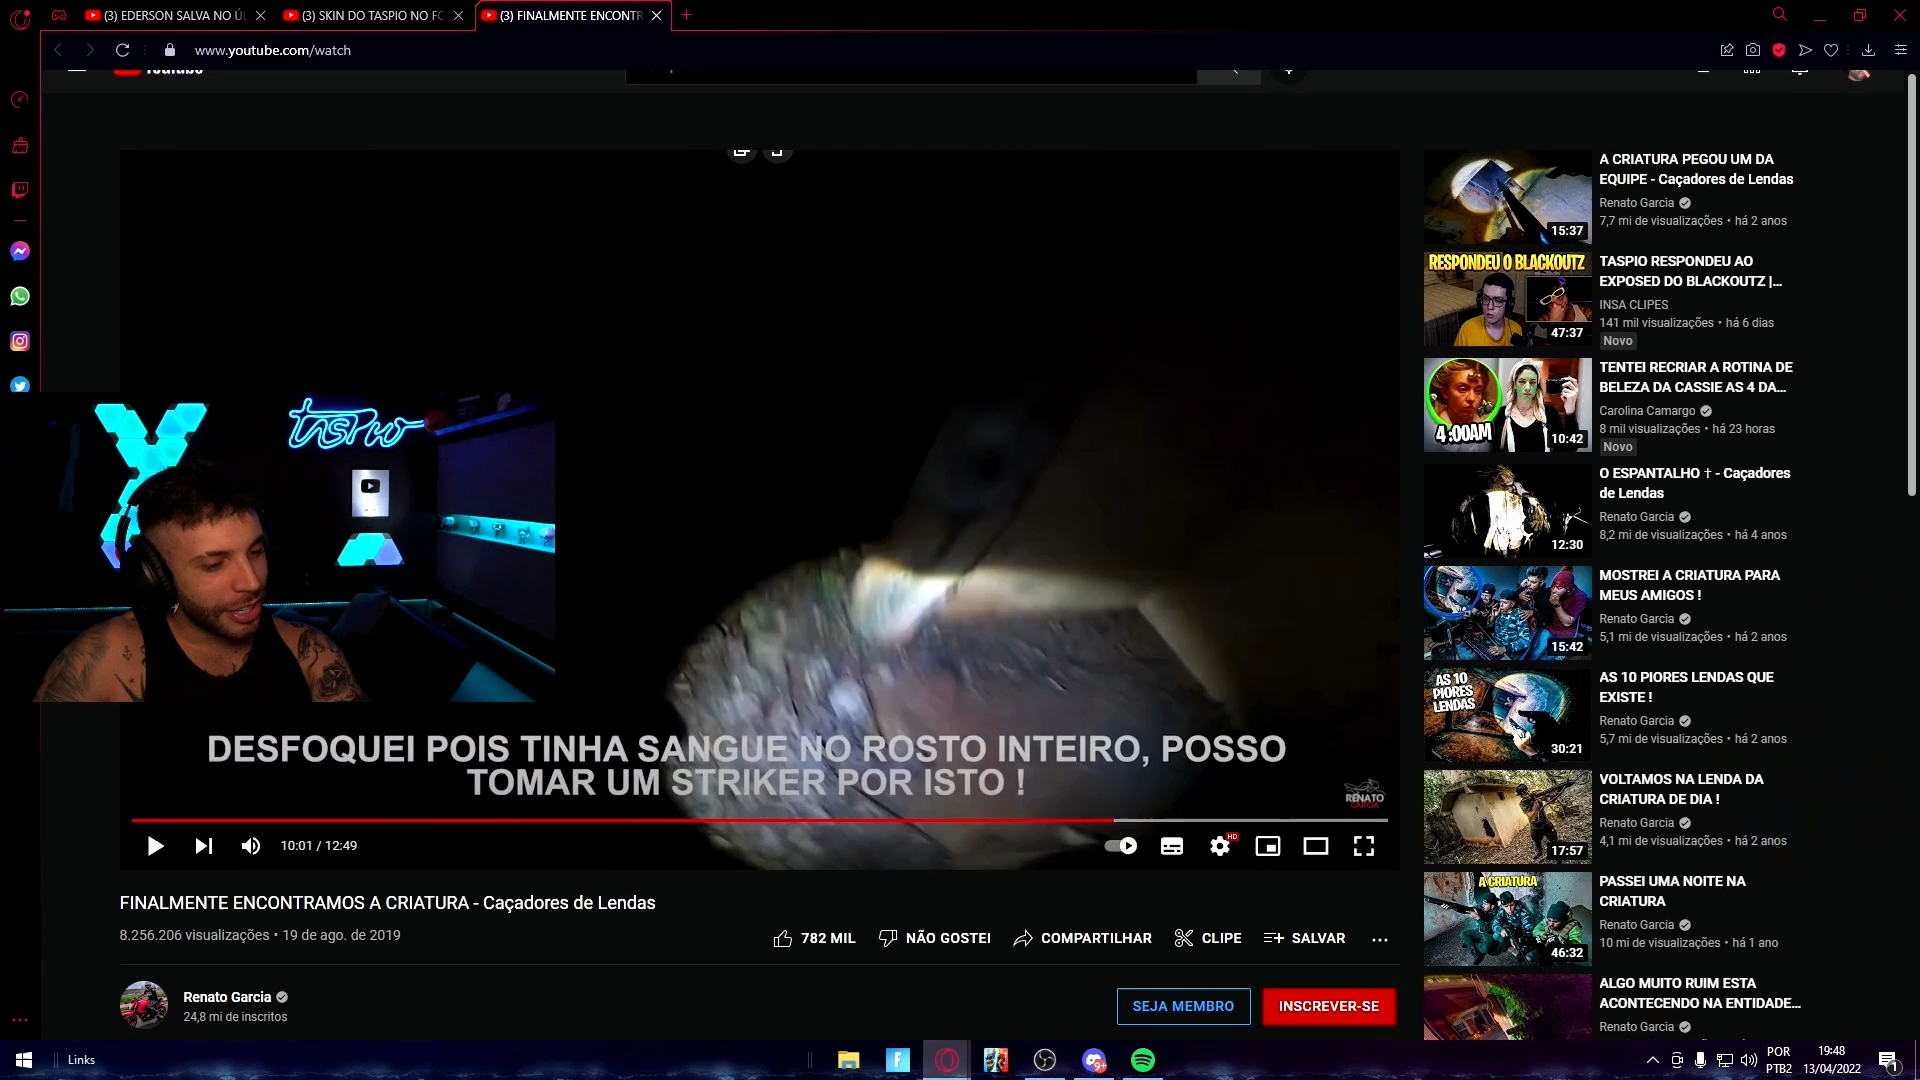 (3) EDERSON SALVA NO ÚL
(3) SKIN DO TASPIO NO FO
(3) FINALMENTE ENCONTR
www.youtube.com/watch
YouTube
A CRIATURA PEGOU UM DA
EQUIPE - Caçadores de Lendas
Renato Garcia
7,7 mi de visualizações • há 2 anos
15:37
RESPONDEU O BLACKOUTZ
47:37
TASPIO RESPONDEU AO
EXPOSED DO BLACKOUTZ |...
INSA CLIPES
141 mil visualizações • há 6 dias
Novo
4:00AM
10:42
TENTEI RECRIAR A ROTINA DE
BELEZA DA CASSIE AS 4 DA...
Carolina Camargo
8 mil visualizações • há 23 horas
Novo
12:30
O ESPANTALHO † - Caçadores
de Lendas
Renato Garcia
8,2 mi de visualizações • há 4 anos
15:42
MOSTREI A CRIATURA PARA
MEUS AMIGOS !
Renato Garcia
5,1 mi de visualizações • há 2 anos
AS 10
PIORES
LENDAS
30:21
AS 10 PIORES LENDAS QUE
EXISTE !
Renato Garcia
5,7 mi de visualizações • há 2 anos
17:57
VOLTAMOS NA LENDA DA
CRIATURA DE DIA !
Renato Garcia
4,1 mi de visualizações • há 2 anos
A CRIATURA
46:32
PASSEI UMA NOITE NA
CRIATURA
Renato Garcia
10 mi de visualizações • há 1 ano
ALGO MUITO RUIM ESTA
ACONTECENDO NA ENTIDADE...
Renato Garcia
DESFOQUEI POIS TINHA SANGUE NO ROSTO INTEIRO, POSSO
TOMAR UM STRIKER POR ISTO !
RENATO
GARCIA
10:01 / 12:49
HD
FINALMENTE ENCONTRAMOS A CRIATURA - Caçadores de Lendas
8.256.206 visualizações • 19 de ago. de 2019
782 MIL
NÃO GOSTEI
COMPARTILHAR
CLIPE
SALVAR
Renato Garcia
24,8 mi de inscritos
SEJA MEMBRO
INSCREVER-SE
Links
9+
POR
PTB2
19:48
13/04/2022
1